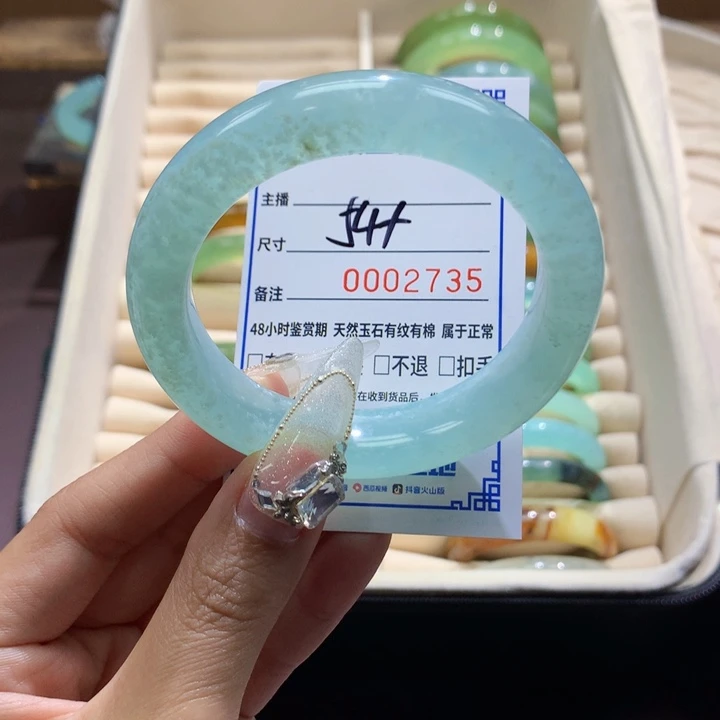 主播
尺寸 54+
备注 0002735
48小时鉴赏期 天然玉石有纹有棉 属于正常
□不退 □扣手
在收到货品后
西瓜视频 抖音火山版